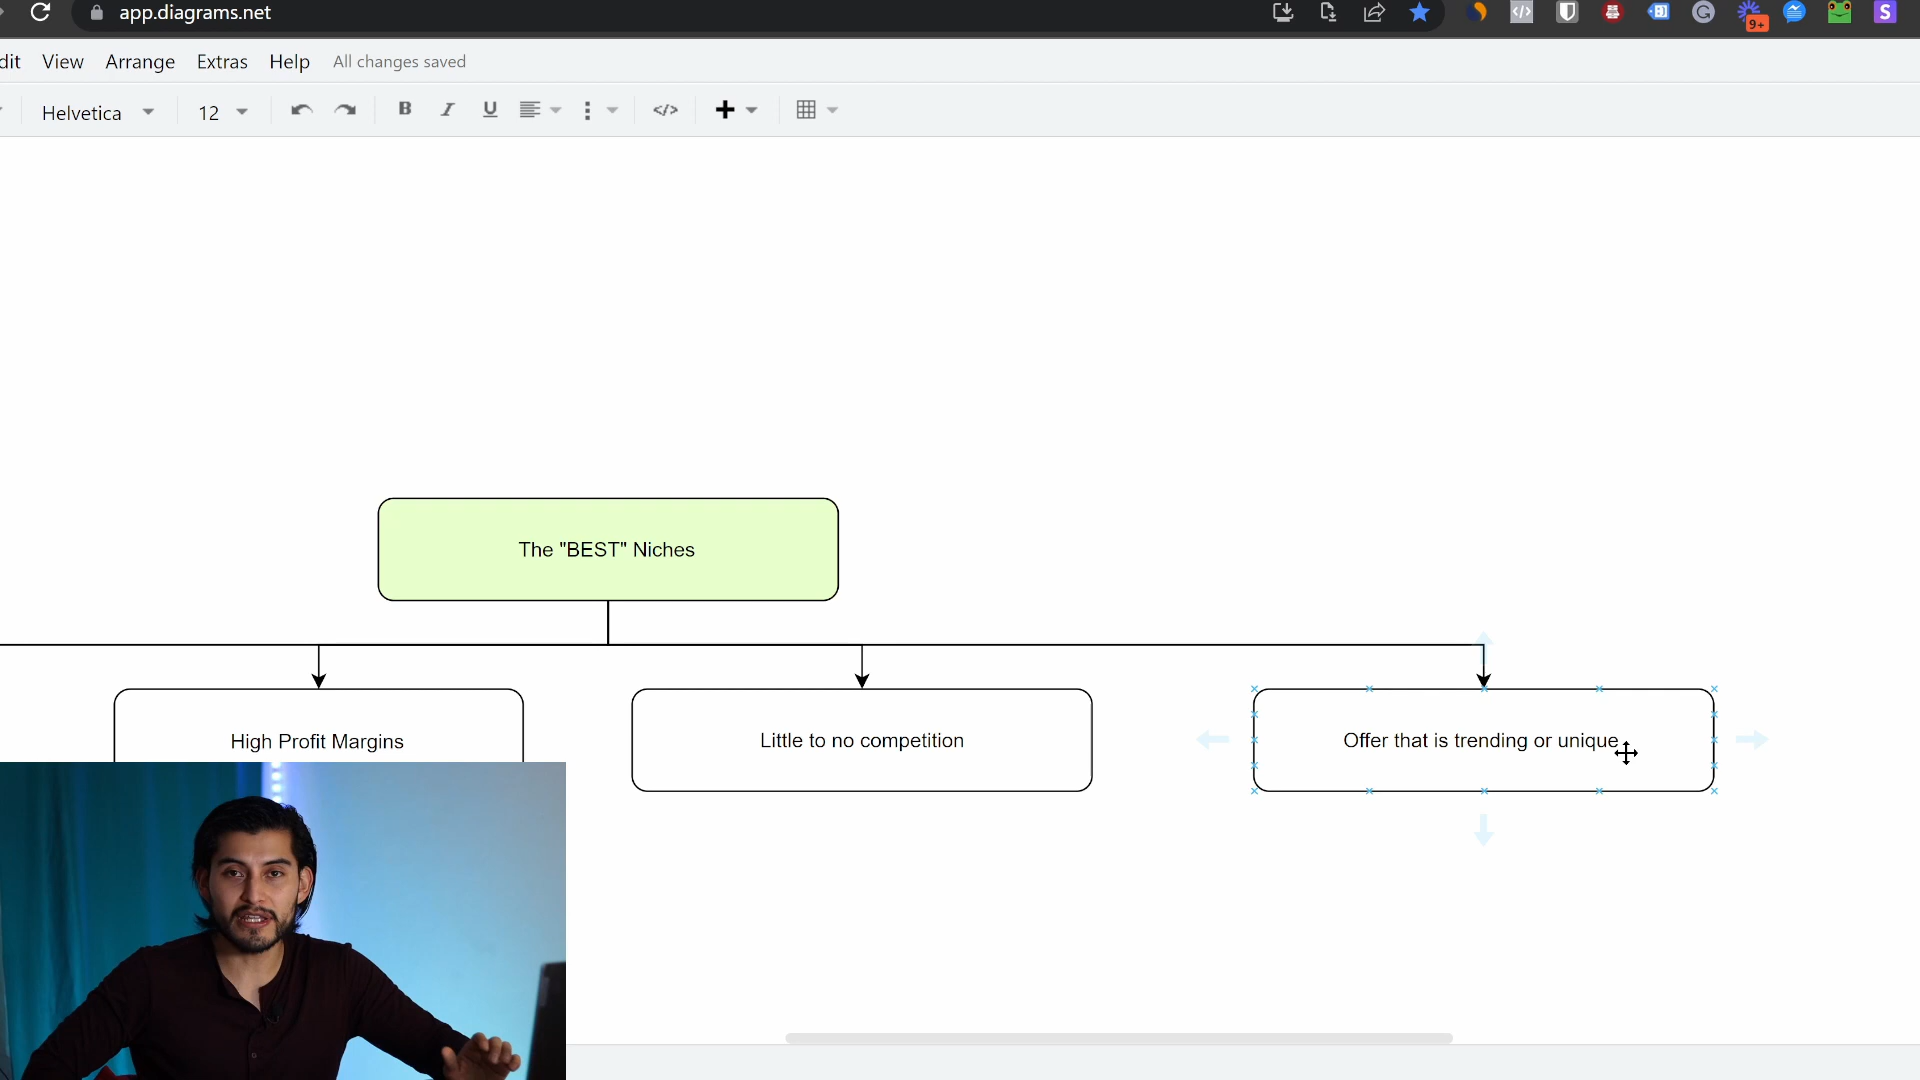 app.diagrams.net
9+
S
dit View Arrange Extras Help All changes saved
Helvetica 12 B I U </>
The "BEST" Niches
High Profit Margins
Little to no competition
Offer that is trending or unique